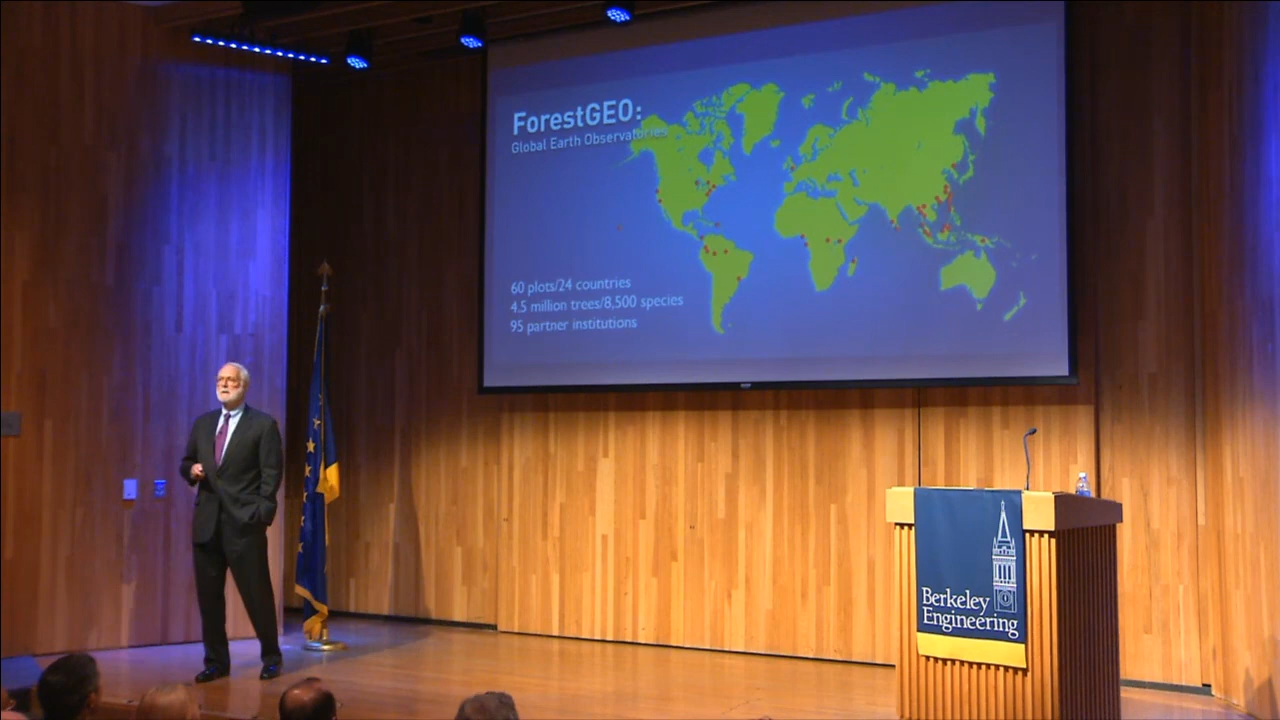 ForestGEO:
Global Earth Observatories
60 plots/24 countries
4.5 million trees/8,500 species
95 partner institutions
Berkeley
Engineering